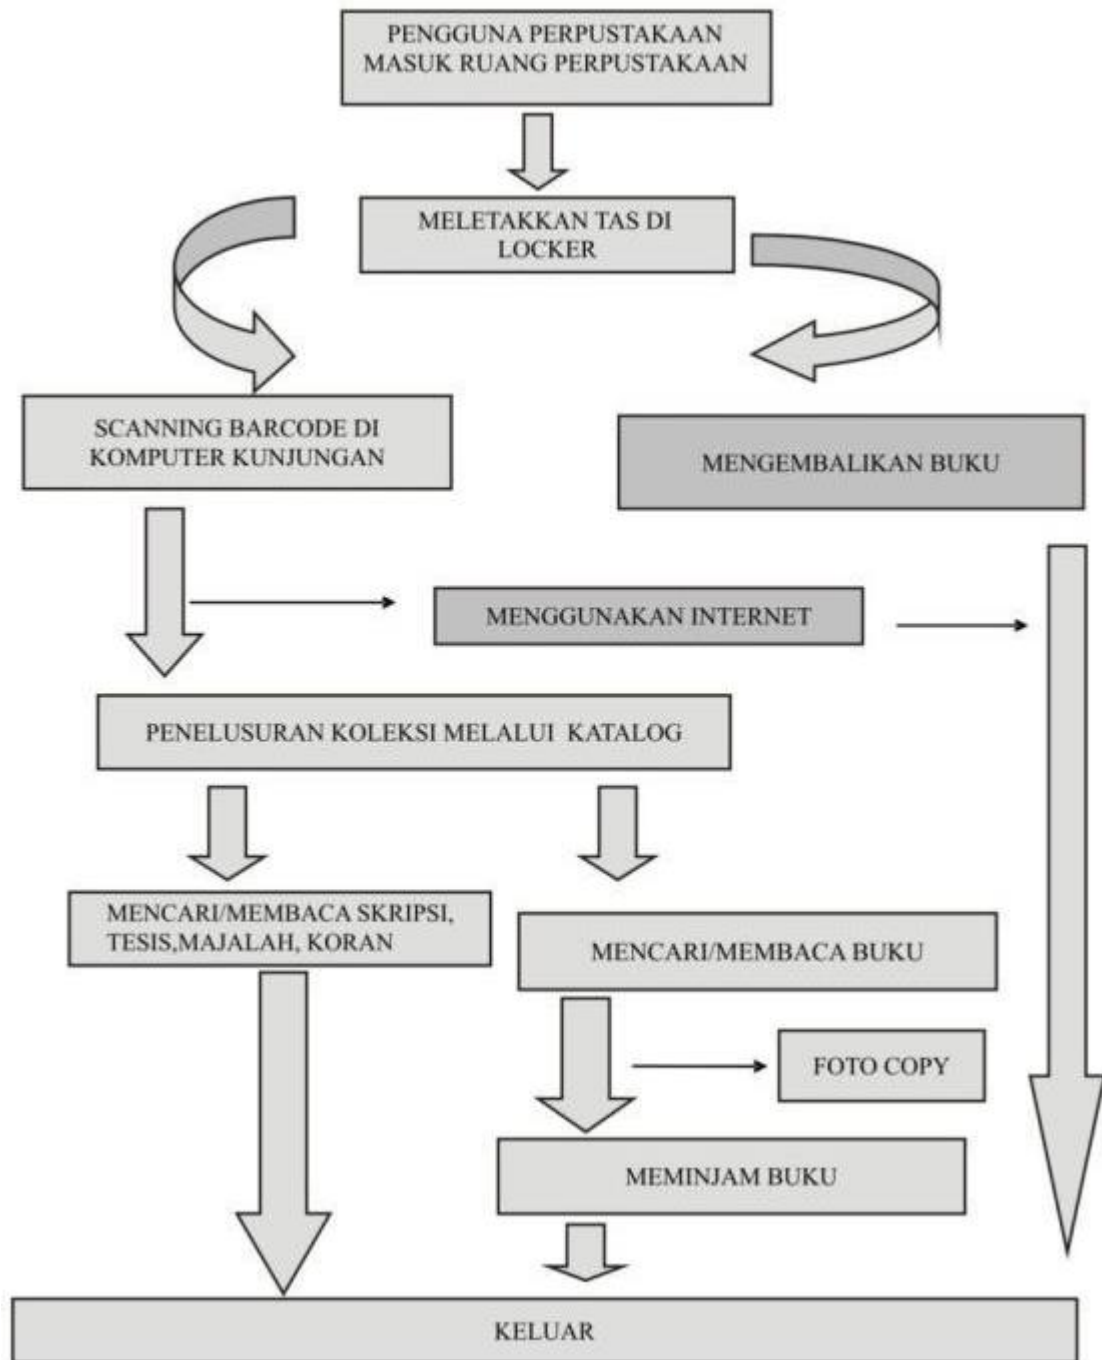 PENGGUNA PERPUSTAKAAN
MASUK RUANG PERPUSTAKAAN
MELETAKKAN TAS DI
LOCKER
SCANNING BARCODE DI
KOMPUTER KUNJUNGAN
MENGEMBALIKAN BUKU
MENGGUNAKAN INTERNET
PENELUSURAN KOLEKSI MELALUI KATALOG
MENCARI/MEMBACA SKRIPSI,
TESIS,MAJALAH, KORAN
MENCARI/MEMBACA BUKU
FOTO COPY
MEMINJAM BUKU
KELUAR